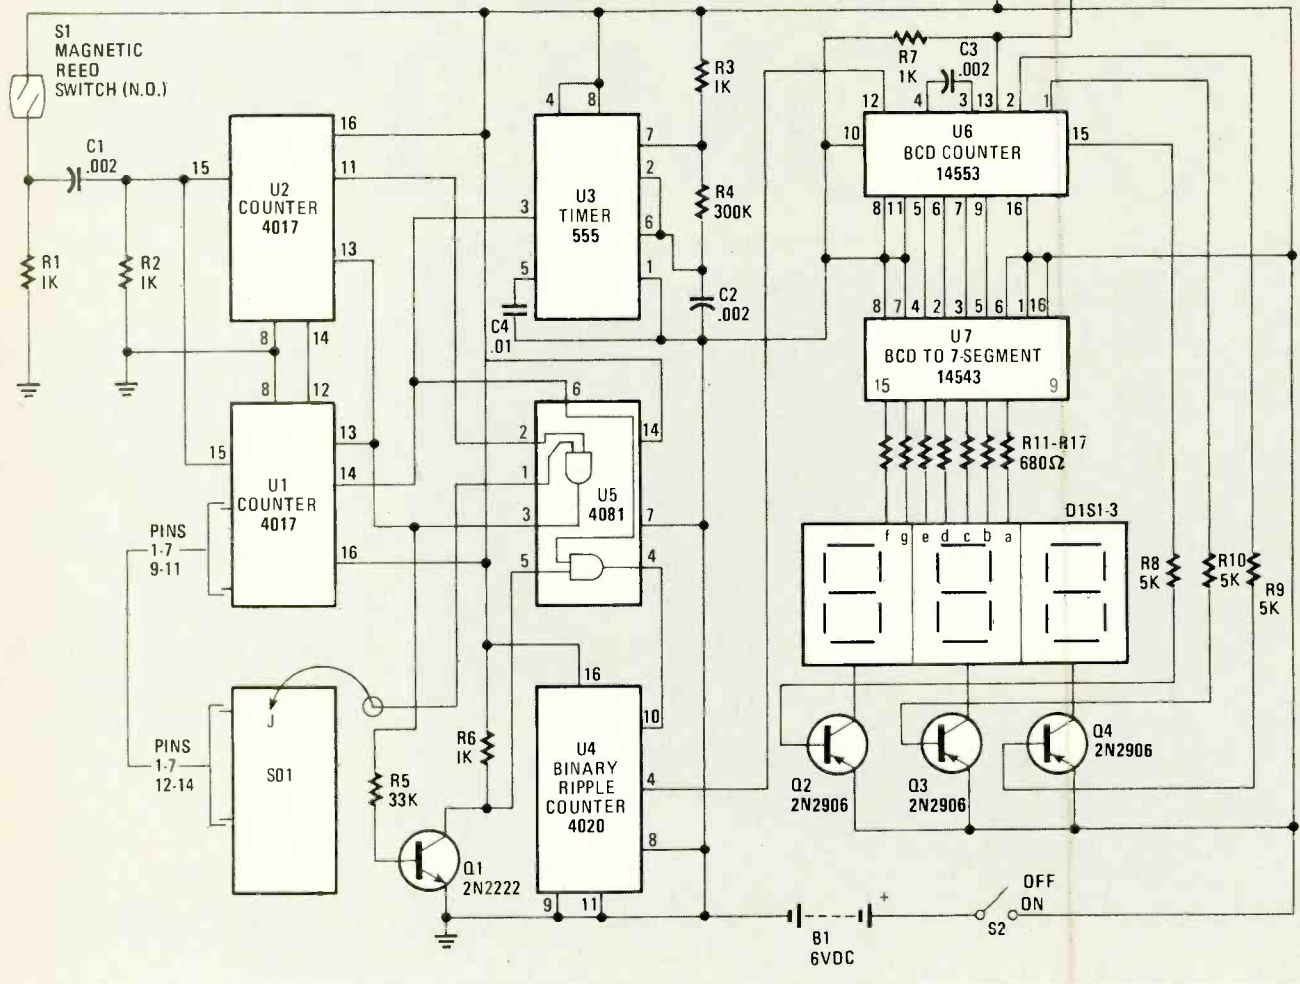 S1
MAGNETIC
REED
SWITCH (N.O.)
C1
.002
R1
1K
R2
1K
15
16
11
13
8
14
U2
COUNTER
4017
8
12
13
14
15
16
U1
COUNTER
4017
PINS
1-7
9-11
PINS
1-7
12-14
J
SO1
R5
33K
Q1
2N2222
R6
1K
4
8
7
2
6
1
3
5
U3
TIMER
555
C4
.01
R3
1K
R4
300K
C2
.002
6
2
1
3
5
14
7
4
U5
4081
16
10
4
8
9
11
U4
BINARY
RIPPLE
COUNTER
4020
R7
1K
C3
.002
12
4
3
13
2
1
10
15
U6
BCD COUNTER
14553
8
11
5
6
7
9
16
8
7
4
2
3
5
6
1
16
U7
BCD TO 7-SEGMENT
14543
15
9
R11-R17
680Ω
D1S1-3
f g e d c b a
R8
5K
R10
5K
R9
5K
Q2
2N2906
Q3
2N2906
Q4
2N2906
B1
6VDC
+
OFF
ON
S2